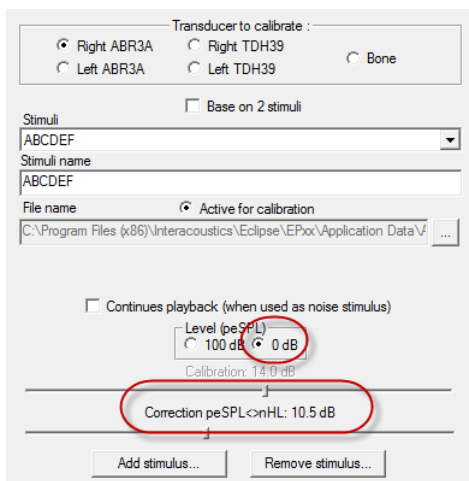 Transducer to calibrate :
Right ABR3A Right TDH39
Bone
Left ABR3A Left TDH39
Base on 2 stimuli
Stimuli
ABCDEF
Stimuli name
ABCDEF
File name Active for calibration
C:\Program Files (x86)\Interacoustics\Eclipse\EPxx\Application Data\ ...
Continues playback (when used as noise stimulus)
Level (peSPL)
100 dB 0 dB
Calibration: 14.0 dB
Correction peSPL<>nHL: 10.5 dB
Add stimulus... Remove stimulus...